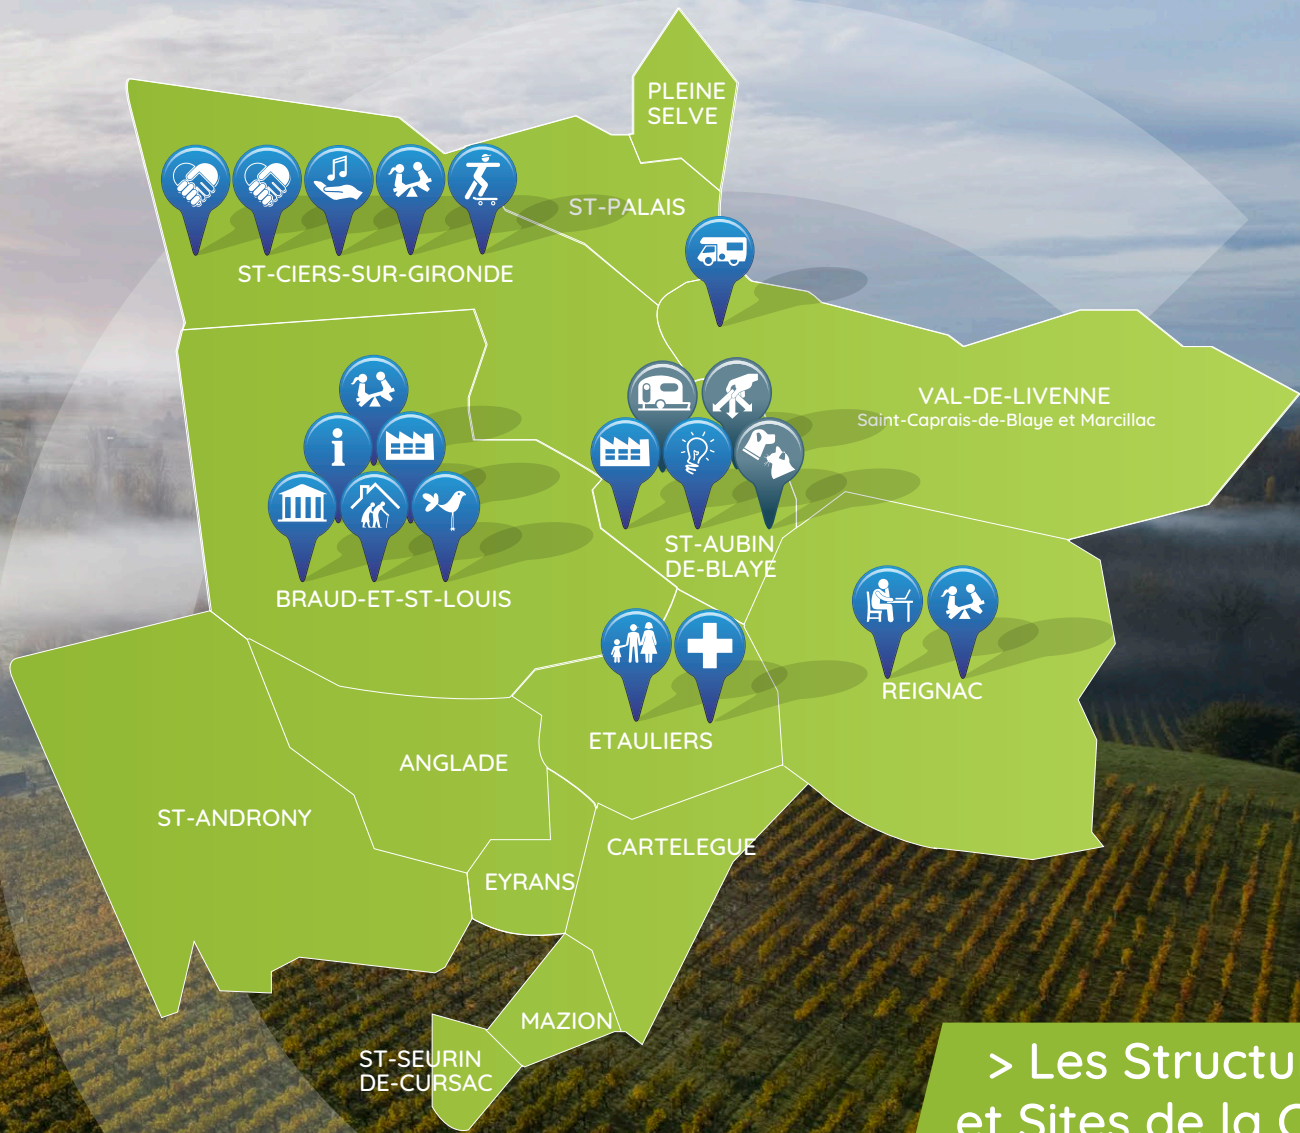 PLEINE
SELVE
ST-PALAIS
ST-CIERS-SUR-GIRONDE
VAL-DE-LIVENNE
Saint-Caprais-de-Blaye et Marcillac
i
ST-AUBIN
DE-BLAYE
BRAUD-ET-ST-LOUIS
REIGNAC
ETAULIERS
ANGLADE
ST-ANDRONY
CARTELEGUE
EYRANS
MAZION
ST-SEURIN
DE-CURSAC
> Les Structu
et Sites de la C